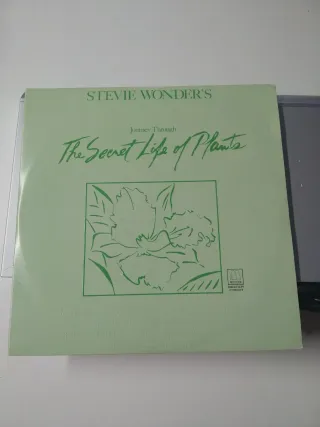 STEVIE WONDER'S
Journey Through
The Secret Life of Plants